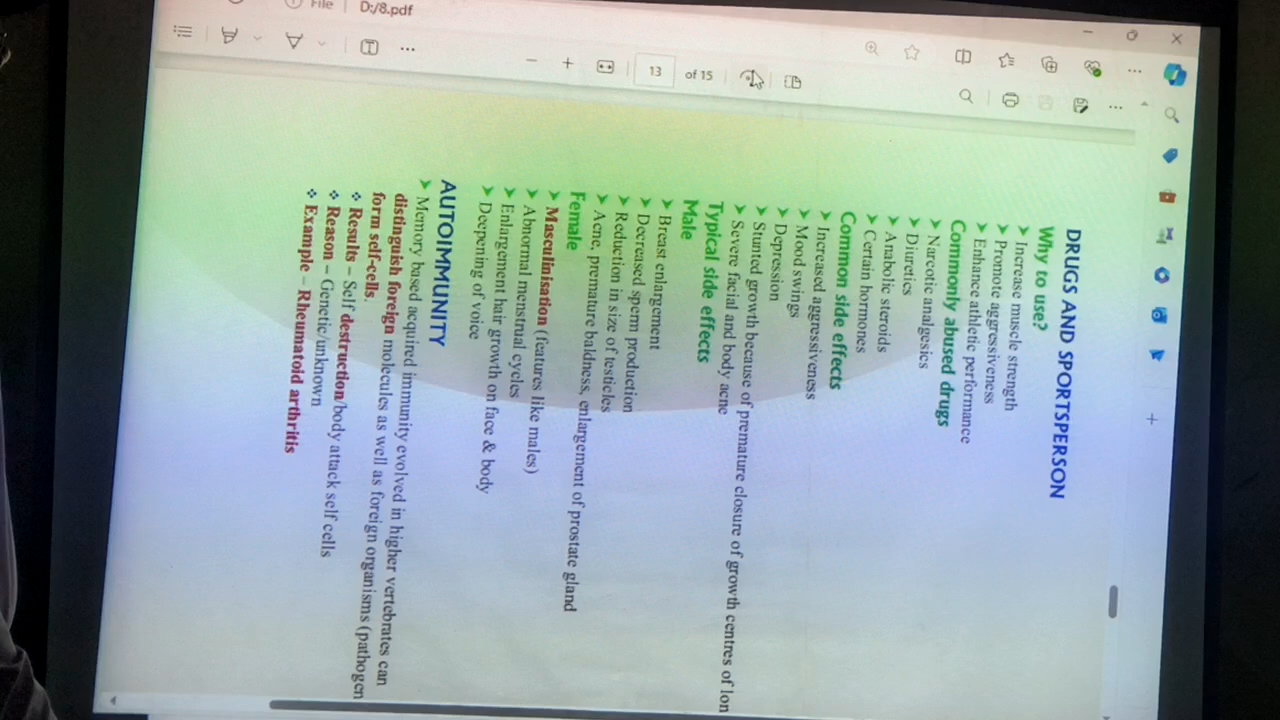 File | D:/8.pdf
13 of 15
DRUGS AND SPORTSPERSON
Why to use?
➤ Increase muscle strength
➤ Promote aggressiveness
➤ Enhance athletic performance
Commonly abused drugs
➤ Narcotic analgesics
➤ Diuretics
➤ Anabolic steroids
➤ Certain hormones
Common side effects
➤ Increased aggressiveness
➤ Mood swings
➤ Depression
➤ Stunted growth because of premature closure of growth centres of lon
➤ Severe facial and body acne
Typical side effects
Male
➤ Breast enlargement
➤ Decreased sperm production
➤ Reduction in size of testicles
➤ Acne, premature baldness, enlargement of prostate gland
Female
➤ Masculinisation (features like males)
➤ Abnormal menstrual cycles
➤ Enlargement hair growth on face & body
➤ Deepening of voice
AUTOIMMUNITY
➤ Memory based acquired immunity evolved in higher vertebrates can
distinguish foreign molecules as well as foreign organisms (pathogen
form self-cells.
❖ Results – Self destruction/body attack self cells
❖ Reason – Genetic/unknown
❖ Example – Rheumatoid arthritis